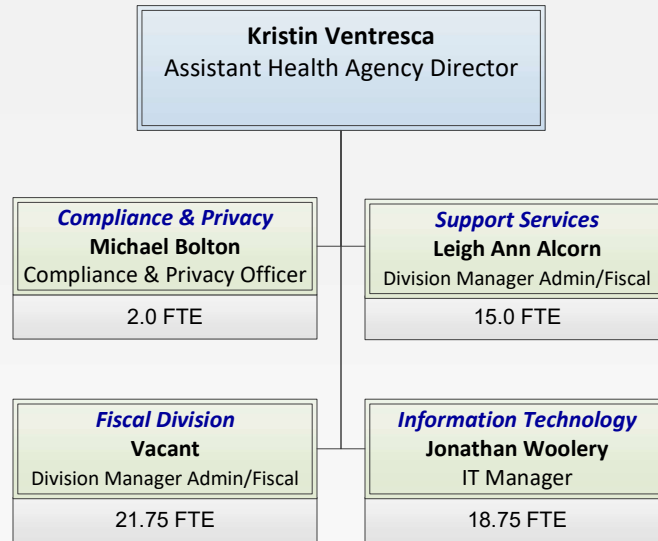 Kristin Ventresca
Assistant Health Agency Director
Compliance & Privacy
Michael Bolton
Compliance & Privacy Officer
2.0 FTE
Support Services
Leigh Ann Alcorn
Division Manager Admin/Fiscal
15.0 FTE
Fiscal Division
Vacant
Division Manager Admin/Fiscal
21.75 FTE
Information Technology
Jonathan Woolery
IT Manager
18.75 FTE